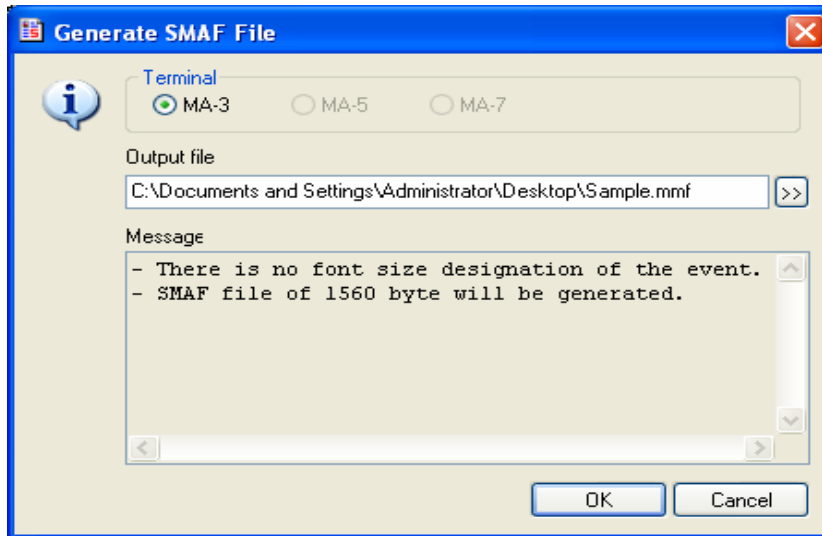 Generate SMAF File
Terminal
MA-3 MA-5 MA-7
Output file
C:\Documents and Settings\Administrator\Desktop\Sample.mmf >>
Message
- There is no font size designation of the event.
- SMAF file of 1560 byte will be generated.
OK Cancel